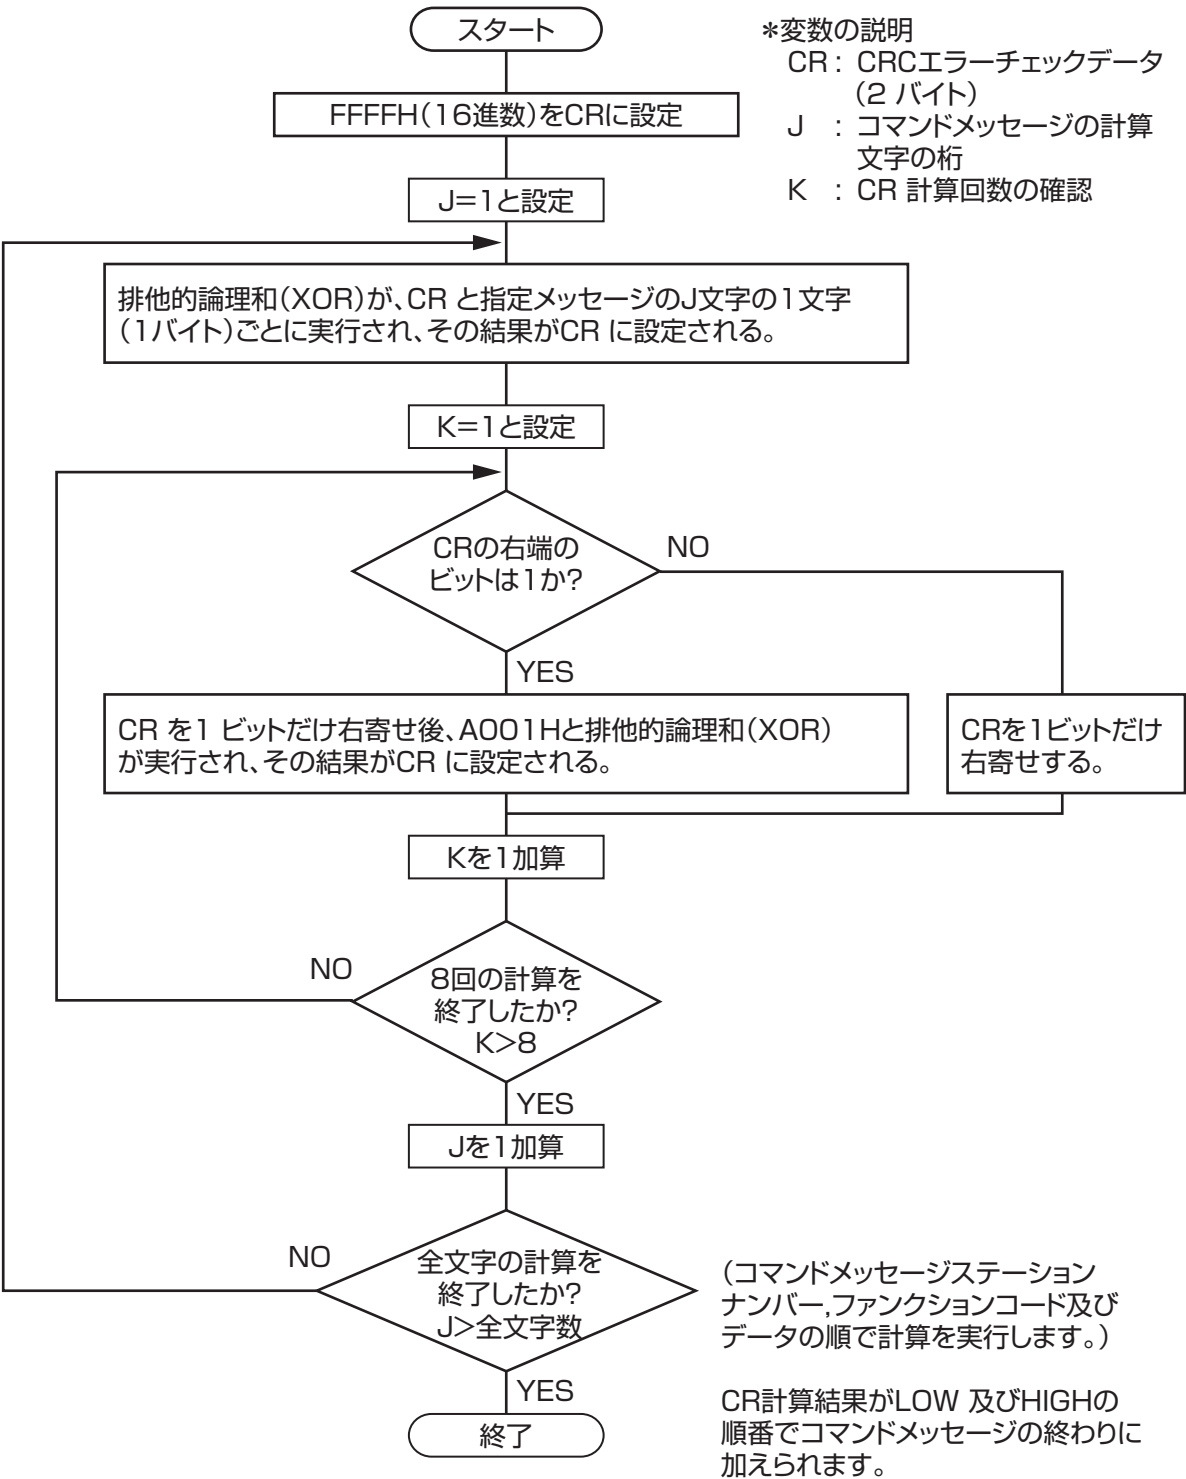 スタート
＊変数の説明
CR : CRCエラーチェックデータ
（2 バイト）
J : コマンドメッセージの計算
文字の桁
K : CR 計算回数の確認
FFFFH（16進数）をCRに設定
J＝1と設定
排他的論理和（XOR）が、CR と指定メッセージのJ文字の1文字
（1バイト）ごとに実行され、その結果がCR に設定される。
K＝1と設定
CRの右端の
ビットは1か?
NO
YES
CR を1 ビットだけ右寄せ後、A001Hと排他的論理和（XOR）
が実行され、その結果がCR に設定される。
CRを1ビットだけ
右寄せする。
Kを1加算
NO
8回の計算を
終了したか?
K>8
YES
Jを1加算
NO
全文字の計算を
終了したか?
J>全文字数
YES
終了
（コマンドメッセージステーション
ナンバー,ファンクションコード及び
データの順で計算を実行します。）
CR計算結果がLOW 及びHIGHの
順番でコマンドメッセージの終わりに
加えられます。